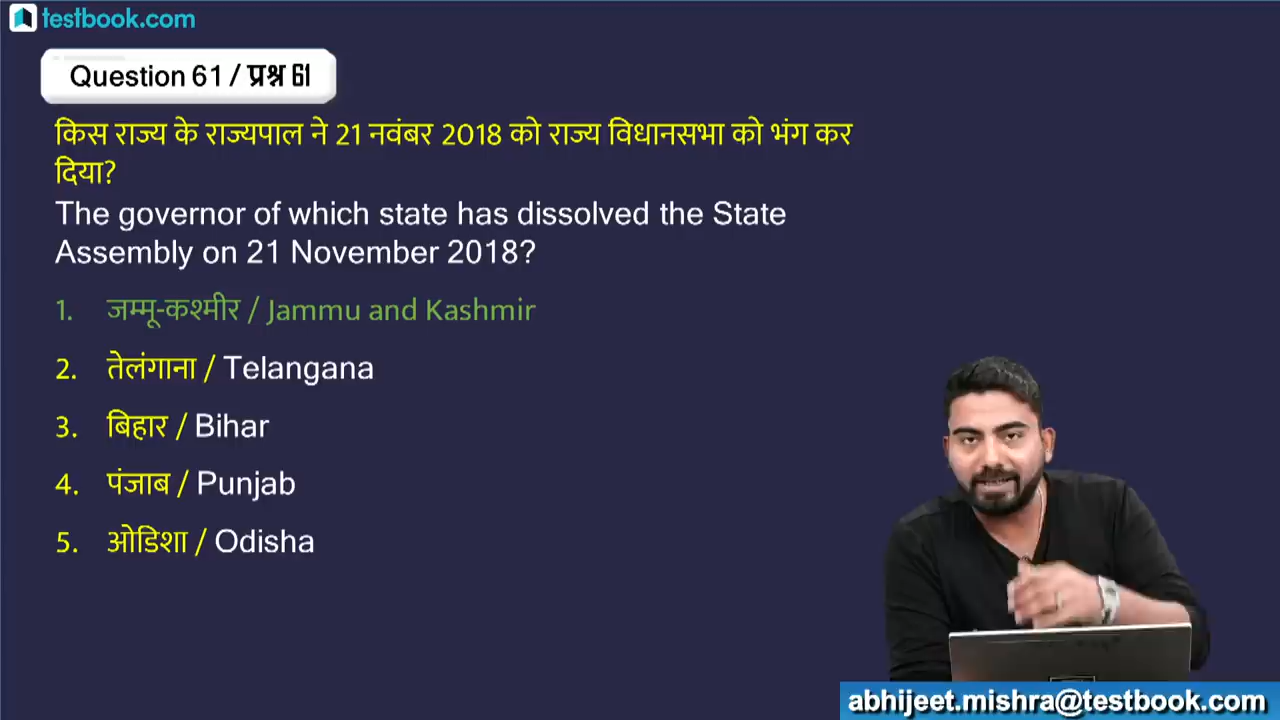 testbook.com
Question 61 / प्रश्न 61
किस राज्य के राज्यपाल ने 21 नवंबर 2018 को राज्य विधानसभा को भंग कर
दिया?
The governor of which state has dissolved the State
Assembly on 21 November 2018?
1. जम्मू-कश्मीर / Jammu and Kashmir
2. तेलंगाना / Telangana
3. बिहार / Bihar
4. पंजाब / Punjab
5. ओडिशा / Odisha
abhijeet.mishra@testbook.com